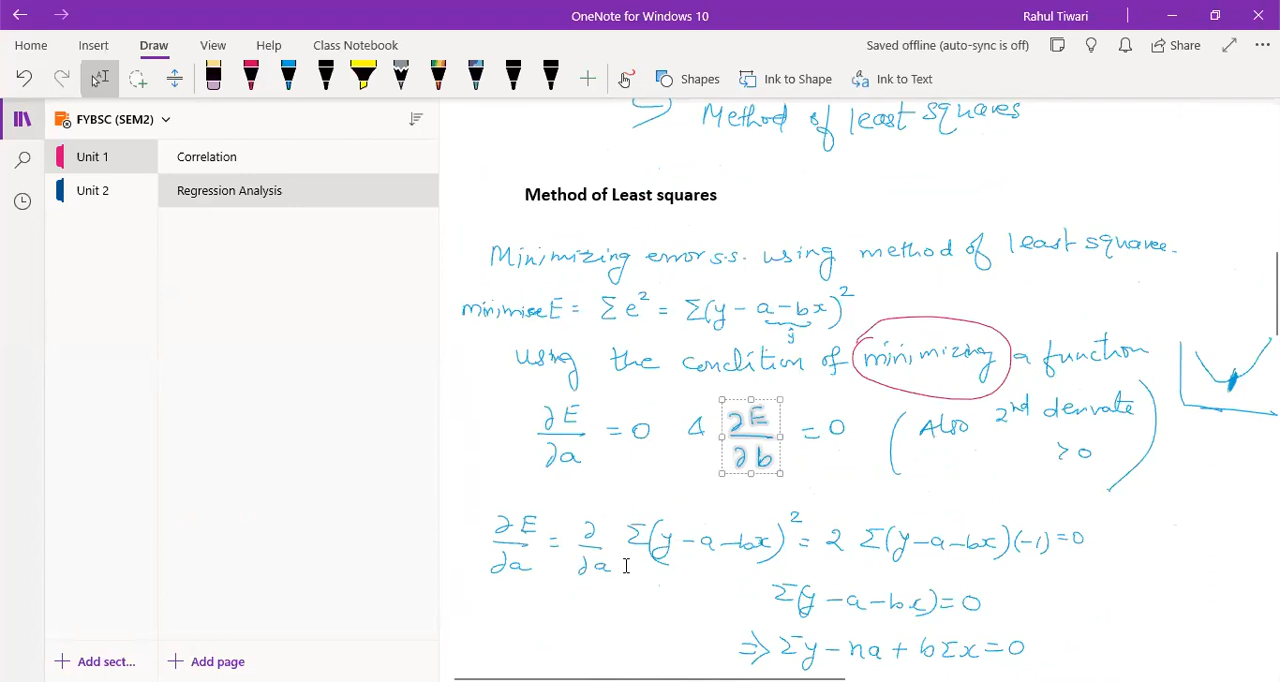 OneNote for Windows 10
Rahul Tiwari
Home Insert Draw View Help Class Notebook
Saved offline (auto-sync is off)
Share
Shapes
Ink to Shape
Ink to Text
FYBSC (SEM2)
Unit 1
Unit 2
Correlation
Regression Analysis
Method of least squares
Method of Least squares
Minimizing error s.s. using method of least square.
minimise E = Σe² = Σ(y - a - bx)²
ŷ
using the condition of minimizing a function
∂E/∂a = 0 & ∂E/∂b = 0 (Also 2nd derivate > 0)
∂E/∂a = ∂/∂a Σ(y - a - bx)² = 2 Σ(y - a - bx)(-1) = 0
Σ(y - a - bx) = 0
=> Σy - na + bΣx = 0
+ Add sect...
+ Add page